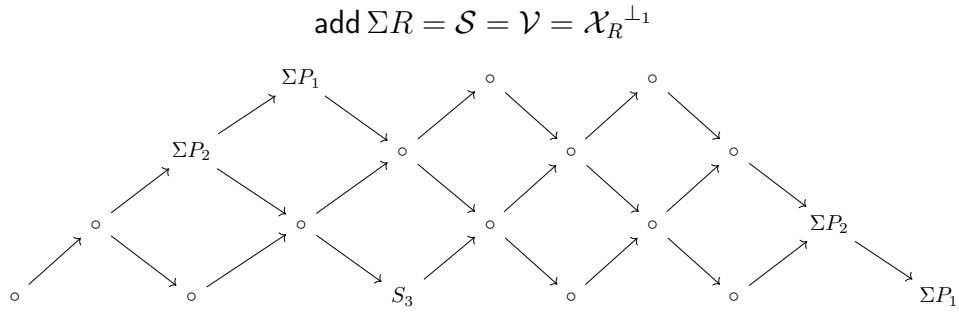 add ΣR = 𝒮 = 𝒱 = 𝒳_R^{⊥_1}
ΣP_1
ΣP_2
ΣP_2
S_3
ΣP_1